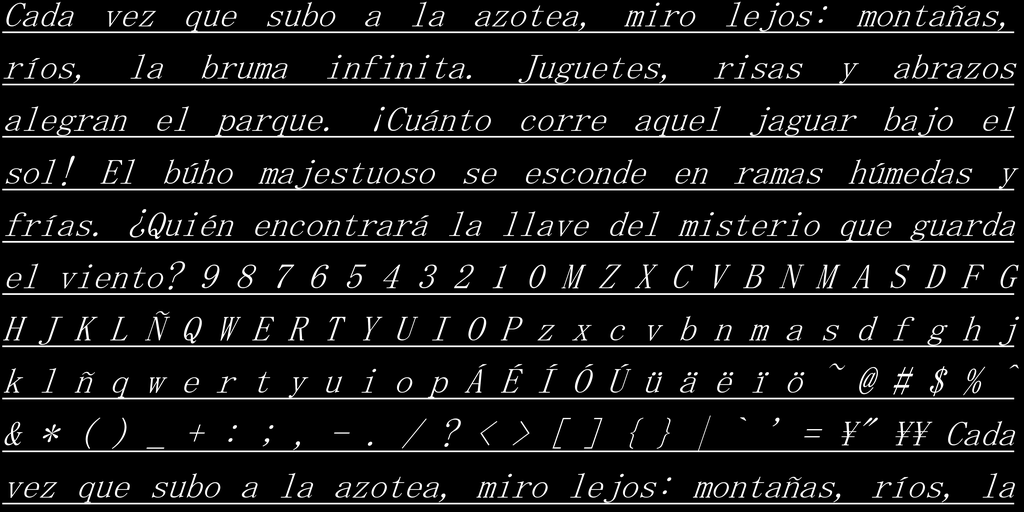 Cada vez que subo a la azotea, miro lejos: montañas,
ríos, la bruma infinita. Juguetes, risas y abrazos
alegran el parque. ¡Cuánto corre aquel jaguar bajo el
sol! El búho majestuoso se esconde en ramas húmedas y
frías. ¿Quién encontrará la llave del misterio que guarda
el viento? 9 8 7 6 5 4 3 2 1 0 M Z X C V B N M A S D F G
H J K L Ñ Q W E R T Y U I O P z x c v b n m a s d f g h j
k l ñ q w e r t y u i o p Á É Í Ó Ú ü ä ë ï ö ~ @ # $ % ^
& * ( ) _ + : ; , - . / ? < > [ ] { } | ` ' = ¥" ¥¥ Cada
vez que subo a la azotea, miro lejos: montañas, ríos, la